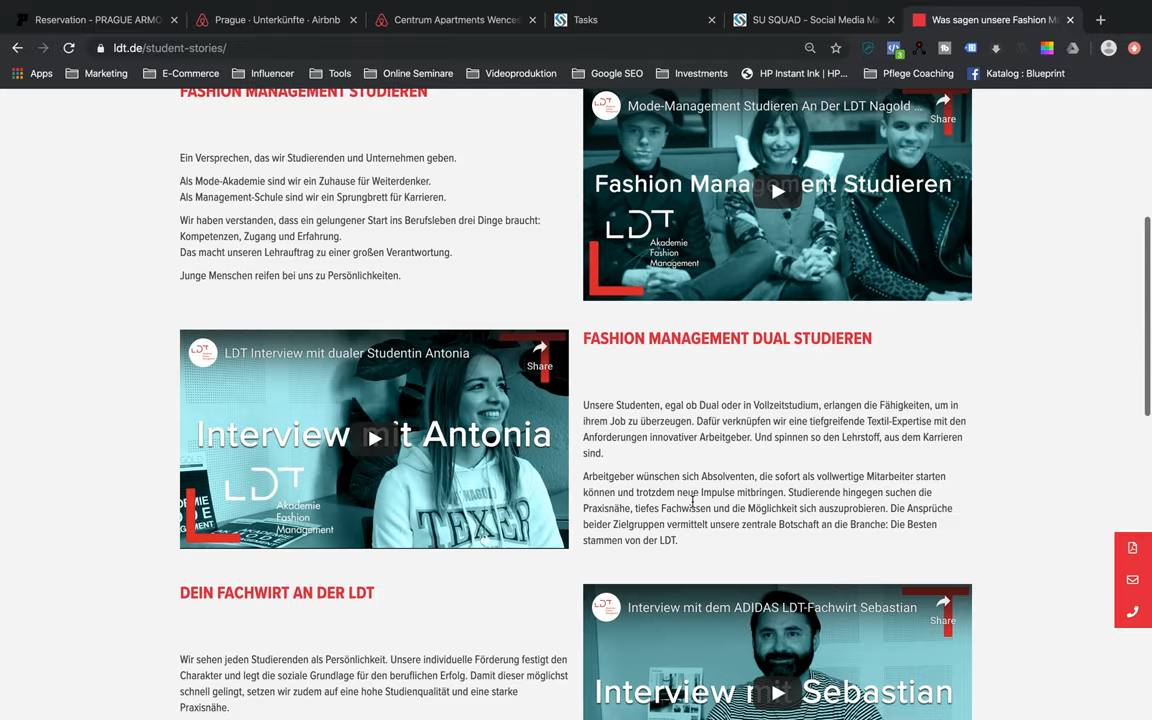 Reservation - PRAGUE ARMO
Prague · Unterkünfte · Airbnb
Centrum Apartments Wences
Tasks
SU SQUAD - Social Media Ma
Was sagen unsere Fashion M
ldt.de/student-stories/
Apps
Marketing
E-Commerce
Influencer
Tools
Online Seminare
Videoproduktion
Google SEO
Investments
HP Instant Ink | HP...
Pflege Coaching
Katalog : Blueprint
FASHION MANAGEMENT STUDIEREN
Ein Versprechen, das wir Studierenden und Unternehmen geben.
Als Mode-Akademie sind wir ein Zuhause für Weiterdenker.
Als Management-Schule sind wir ein Sprungbrett für Karrieren.
Wir haben verstanden, dass ein gelungener Start ins Berufsleben drei Dinge braucht:
Kompetenzen, Zugang und Erfahrung.
Das macht unseren Lehrauftrag zu einer großen Verantwortung.
Junge Menschen reifen bei uns zu Persönlichkeiten.
Mode-Management Studieren An Der LDT Nagold ...
Share
Fashion Management Studieren
LDT
Akademie
Fashion
Management
LDT Interview mit dualer Studentin Antonia
Share
Interview mit Antonia
NAGOLD
TEXER
LDT
Akademie
Fashion
Management
FASHION MANAGEMENT DUAL STUDIEREN
Unsere Studenten, egal ob Dual oder in Vollzeitstudium, erlangen die Fähigkeiten, um in
ihrem Job zu überzeugen. Dafür verknüpfen wir eine tiefgreifende Textil-Expertise mit den
Anforderungen innovativer Arbeitgeber. Und spinnen so den Lehrstoff, aus dem Karrieren
sind.
Arbeitgeber wünschen sich Absolventen, die sofort als vollwertige Mitarbeiter starten
können und trotzdem neue Impulse mitbringen. Studierende hingegen suchen die
Praxisnähe, tiefes Fachwissen und die Möglichkeit sich auszuprobieren. Die Ansprüche
beider Zielgruppen vermittelt unsere zentrale Botschaft an die Branche: Die Besten
stammen von der LDT.
DEIN FACHWIRT AN DER LDT
Wir sehen jeden Studierenden als Persönlichkeit. Unsere individuelle Förderung festigt den
Charakter und legt die soziale Grundlage für den beruflichen Erfolg. Damit dieser möglichst
schnell gelingt, setzen wir zudem auf eine hohe Studienqualität und eine starke
Praxisnähe.
Interview mit dem ADIDAS LDT-Fachwirt Sebastian
Share
Interview mit Sebastian